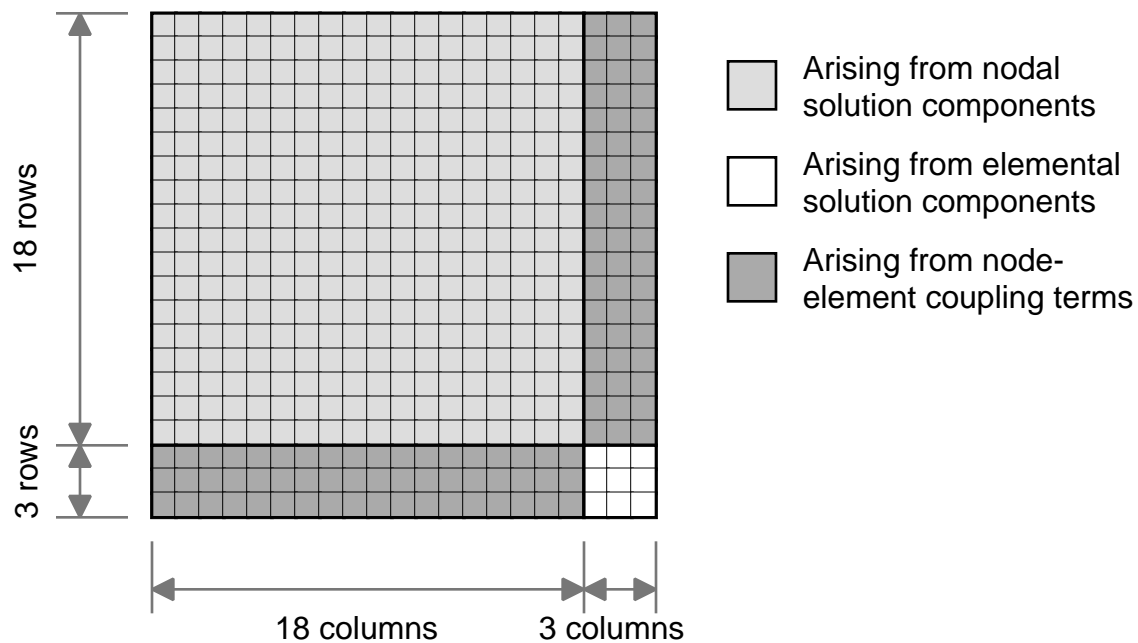 Arising from nodal
solution components
Arising from elemental
solution components
Arising from node-
element coupling terms
18 rows
3 rows
18 columns
3 columns